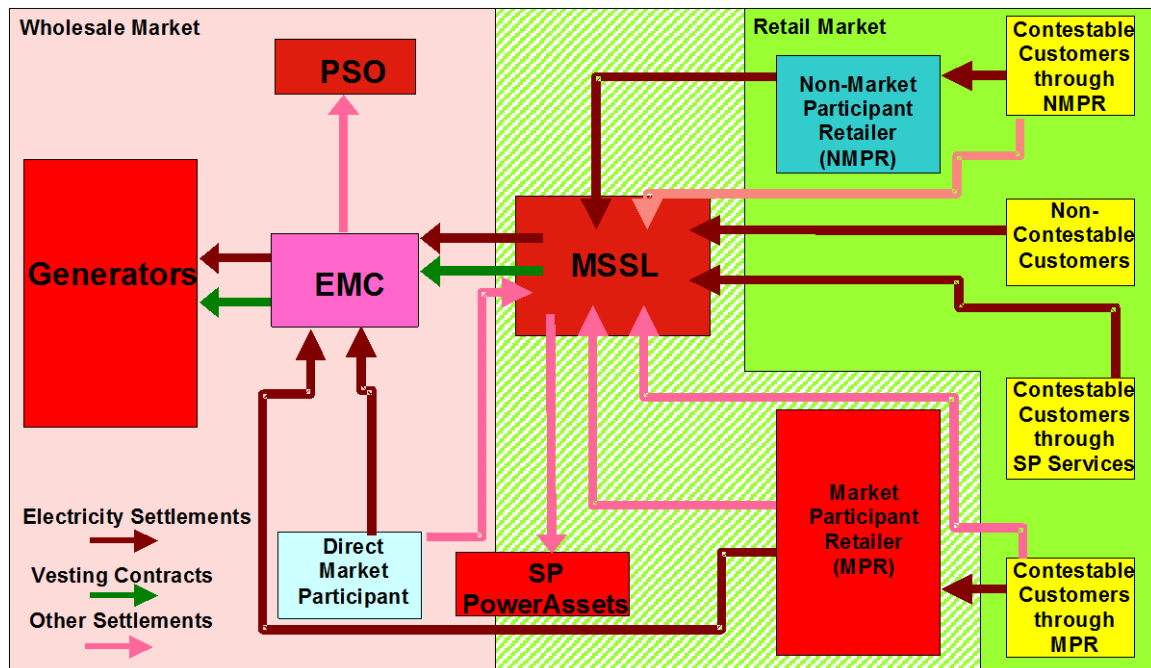 Wholesale Market
PSO
Generators
EMC
Electricity Settlements
Vesting Contracts
Other Settlements
Direct
Market
Participant
MSSL
SP
PowerAssets
Retail Market
Non-Market
Participant
Retailer
(NMPR)
Market
Participant
Retailer
(MPR)
Contestable
Customers
through
NMPR
Non-
Contestable
Customers
Contestable
Customers
through
SP Services
Contestable
Customers
through
MPR